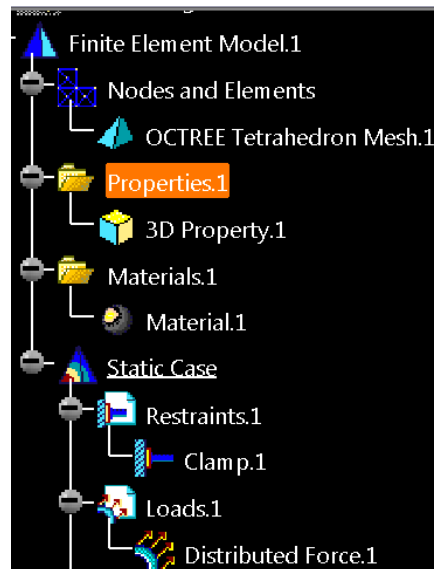 Finite Element Model.1
Nodes and Elements
OCTREE Tetrahedron Mesh.1
Properties.1
3D Property.1
Materials.1
Material.1
Static Case
Restraints.1
Clamp.1
Loads.1
Distributed Force.1